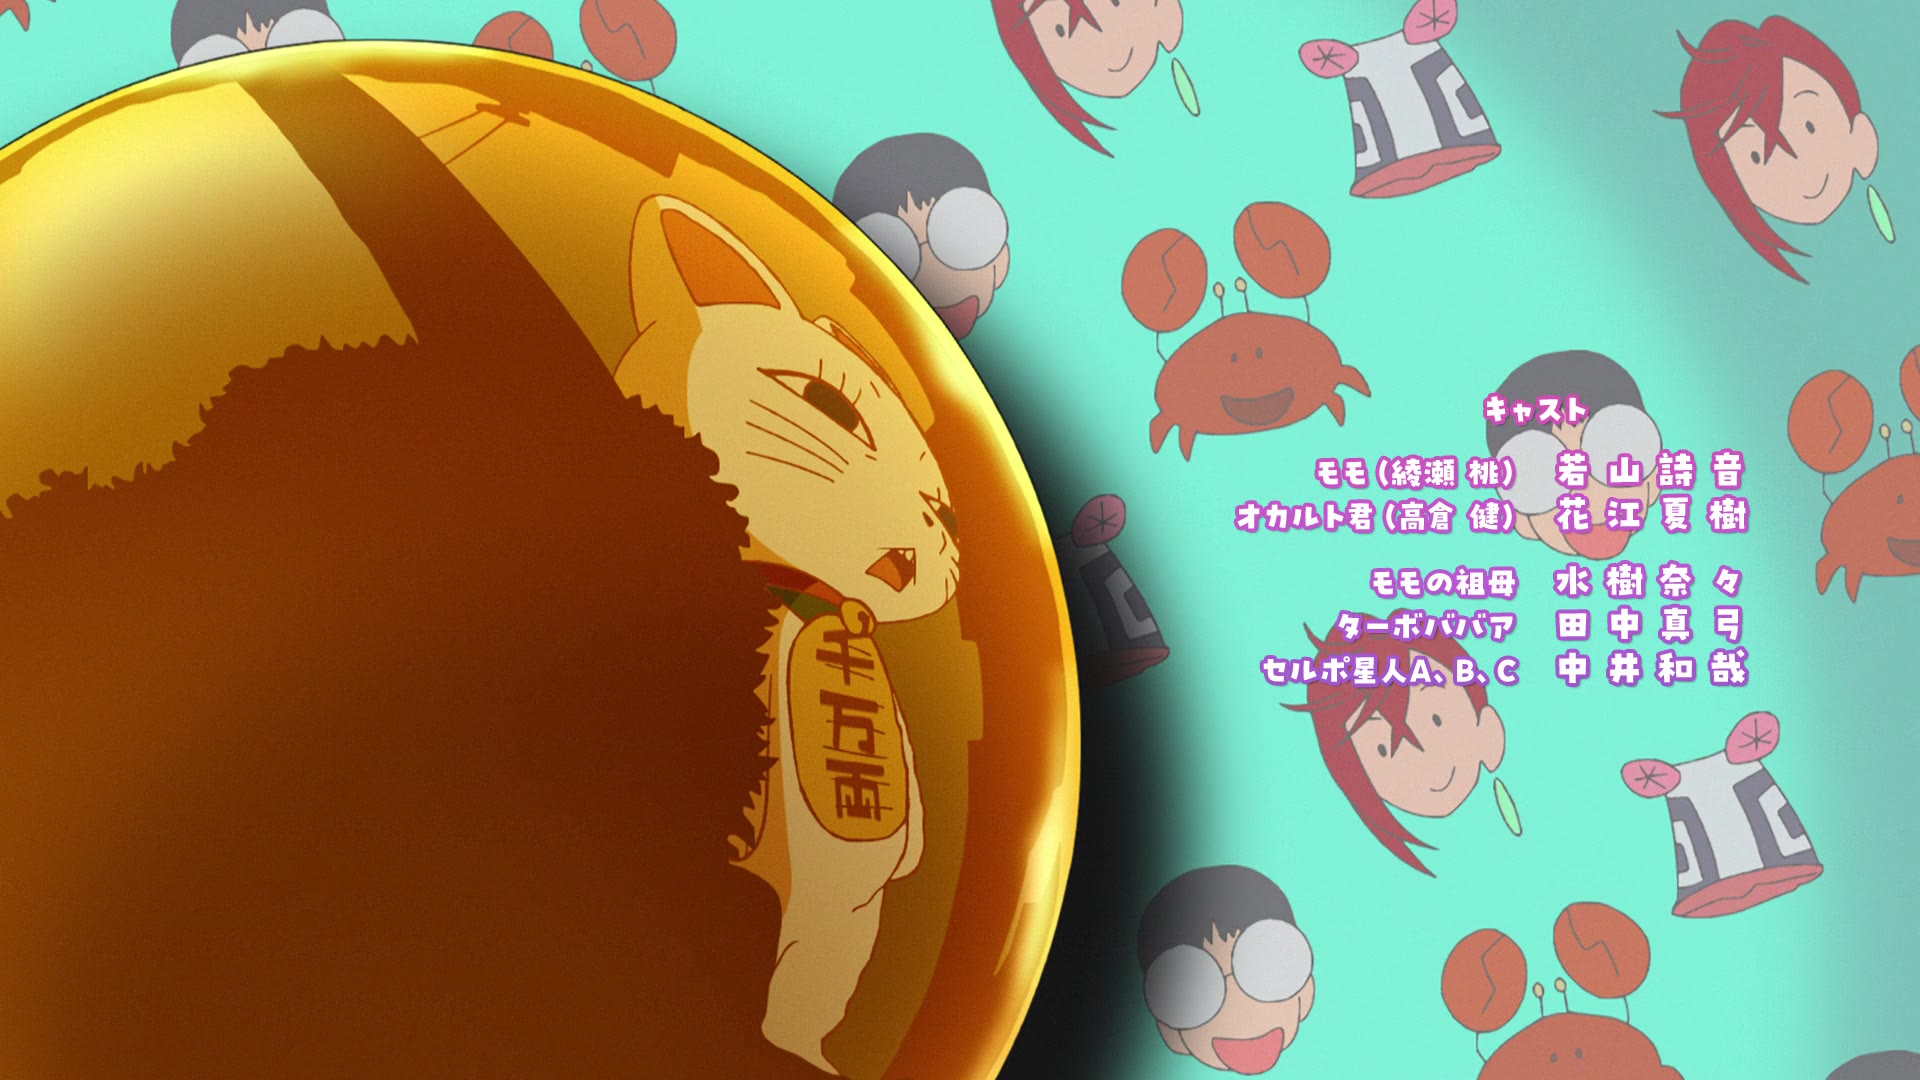 キャスト
モモ(綾瀬 桃) 若山詩音
オカルト君(高倉 健) 花江夏樹
モモの祖母 水樹奈々
ターボババア 田中真弓
セルポ星人A、B、C 中井和哉
千万両